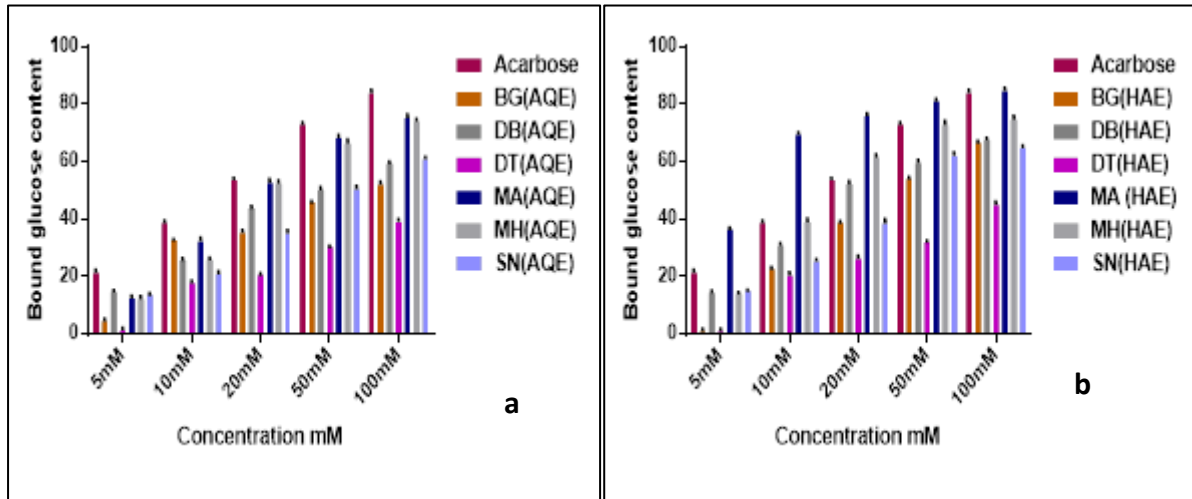 Bound glucose content
100
80
60
40
20
0
5mM
10mM
20mM
50mM
100mM
Concentration mM
Acarbose
BG(AQE)
DB(AQE)
DT(AQE)
MA(AQE)
MH(AQE)
SN(AQE)
a
Bound glucose content
100
80
60
40
20
0
5mM
10mM
20mM
50mM
100mM
Concentration mM
Acarbose
BG(HAE)
DB(HAE)
DT(HAE)
MA (HAE)
MH(HAE)
SN(HAE)
b